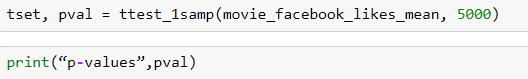 tset, pval = ttest_1samp(movie_facebook_likes_mean, 5000)
print(“p-values”,pval)